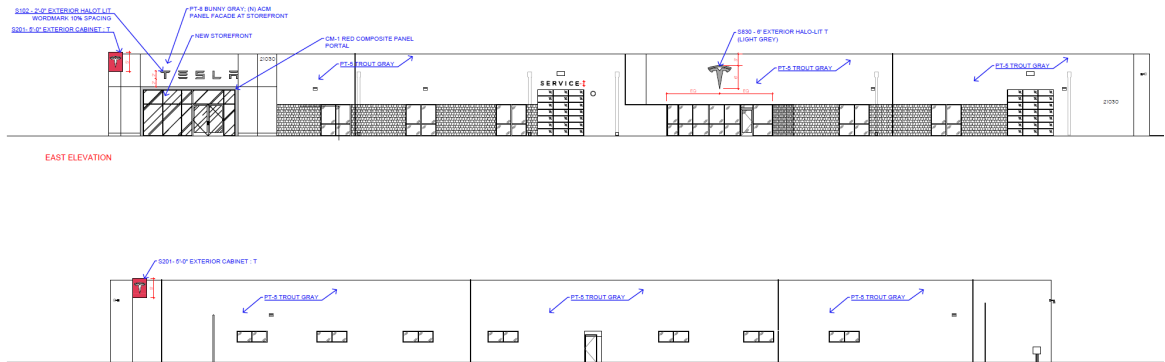 S102 - 2'-0" EXTERIOR HALOT LIT
WORDMARK 10% SPACING
S201- 5'-0" EXTERIOR CABINET : T
PT-8 BUNNY GRAY; (N) ACM
PANEL FACADE AT STOREFRONT
NEW STOREFRONT
CM-1 RED COMPOSITE PANEL
PORTAL
S830 - 6' EXTERIOR HALO-LIT T
(LIGHT GREY)
21030
TESLA
PT-5 TROUT GRAY
SERVICE
PT-5 TROUT GRAY
PT-5 TROUT GRAY
EQ
EQ
21030
EAST ELEVATION
S201- 5'-0" EXTERIOR CABINET : T
PT-5 TROUT GRAY
PT-5 TROUT GRAY
PT-5 TROUT GRAY